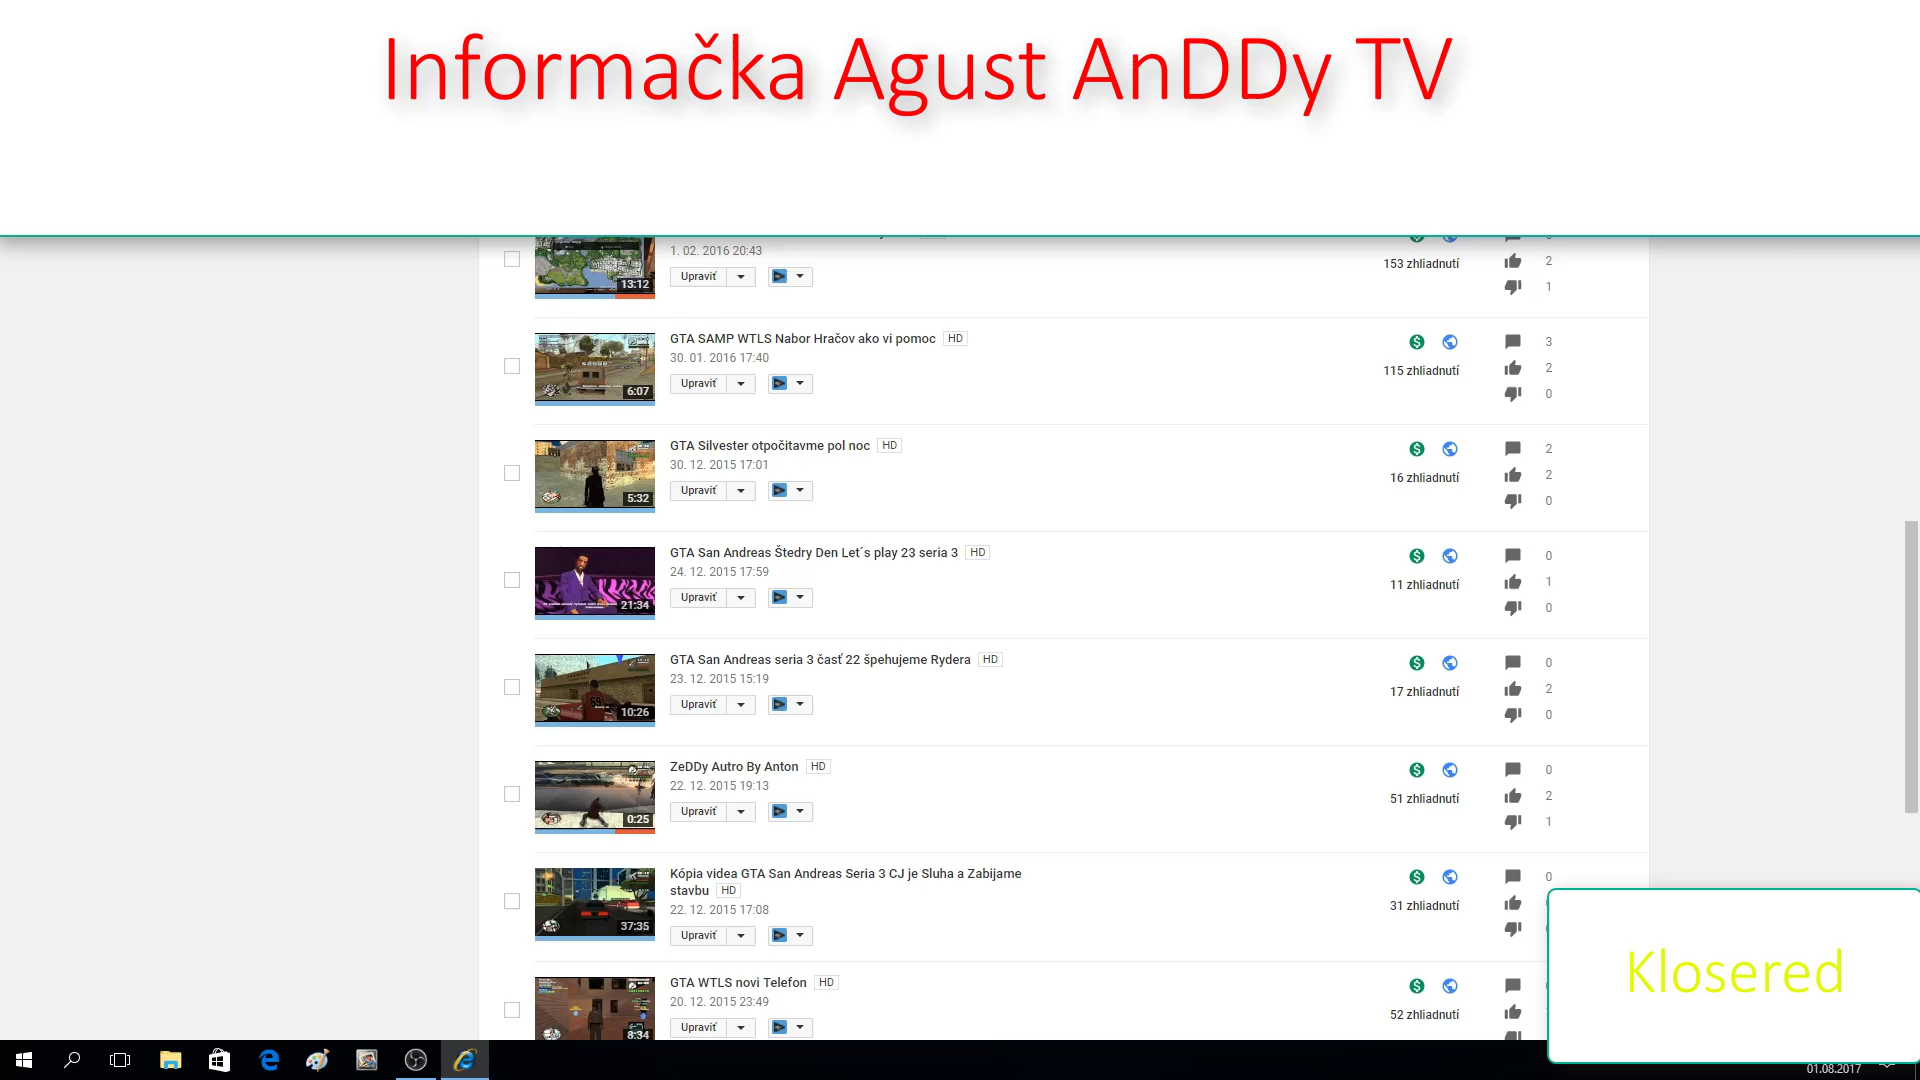 Informačka Agust AnDDy TV
1. 02. 2016 20:43
13:12
Upraviť
153 zhliadnutí
2
1
GTA SAMP WTLS Nabor Hračov ako vi pomoc HD
30. 01. 2016 17:40
6:07
Upraviť
115 zhliadnutí
3
2
0
GTA Silvester otpočitavme pol noc HD
30. 12. 2015 17:01
5:32
Upraviť
16 zhliadnutí
2
2
0
GTA San Andreas Štedry Den Let´s play 23 seria 3 HD
24. 12. 2015 17:59
21:34
Upraviť
11 zhliadnutí
0
1
0
GTA San Andreas seria 3 časť 22 špehujeme Rydera HD
23. 12. 2015 15:19
10:26
Upraviť
17 zhliadnutí
0
2
0
ZeDDy Autro By Anton HD
22. 12. 2015 19:13
0:25
Upraviť
51 zhliadnutí
0
2
1
Kópia videa GTA San Andreas Seria 3 CJ je Sluha a Zabijame
stavbu HD
22. 12. 2015 17:08
37:35
Upraviť
31 zhliadnutí
0
GTA WTLS novi Telefon HD
20. 12. 2015 23:49
8:34
Upraviť
52 zhliadnutí
Klosered
01.08.2017